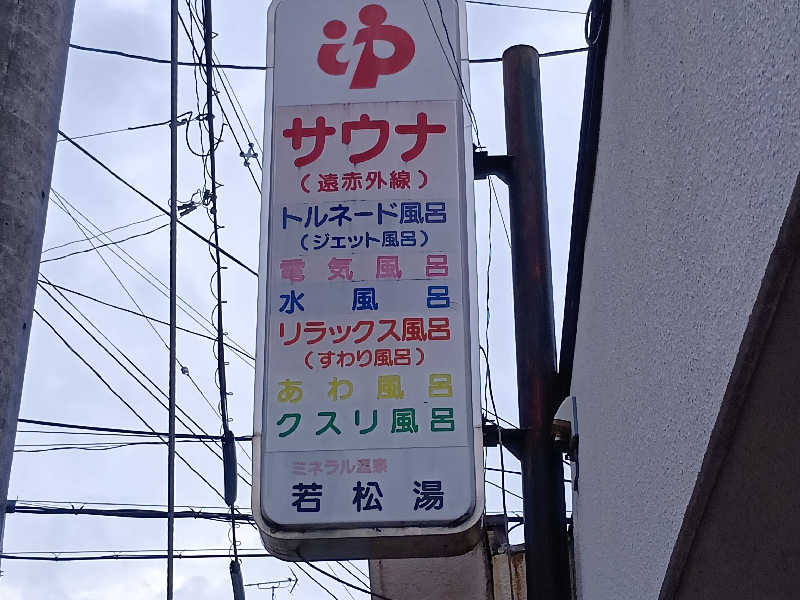 ゆ
サウナ
(遠赤外線)
トルネード風呂
(ジェット風呂)
電気風呂
水風呂
リラックス風呂
(すわり風呂)
あわ風呂
クスリ風呂
ミネラル温泉
若松湯